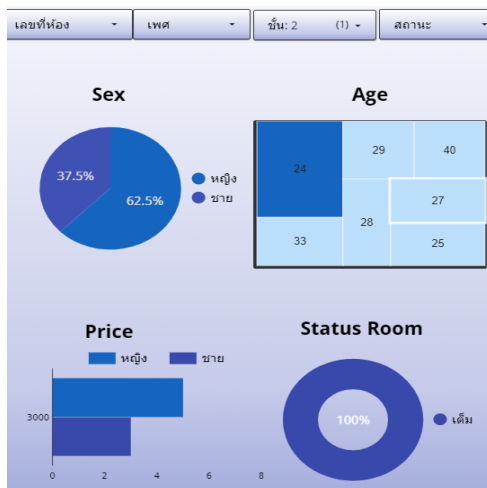 เลขที่ห้อง เพศ ชั้น: 2 (1) สถานะ
Sex
37.5%
62.5%
หญิง
ชาย
Age
24
29
40
27
28
33
25
Price
หญิง ชาย
3000
0 2 4 6 8
Status Room
100%
เต็ม